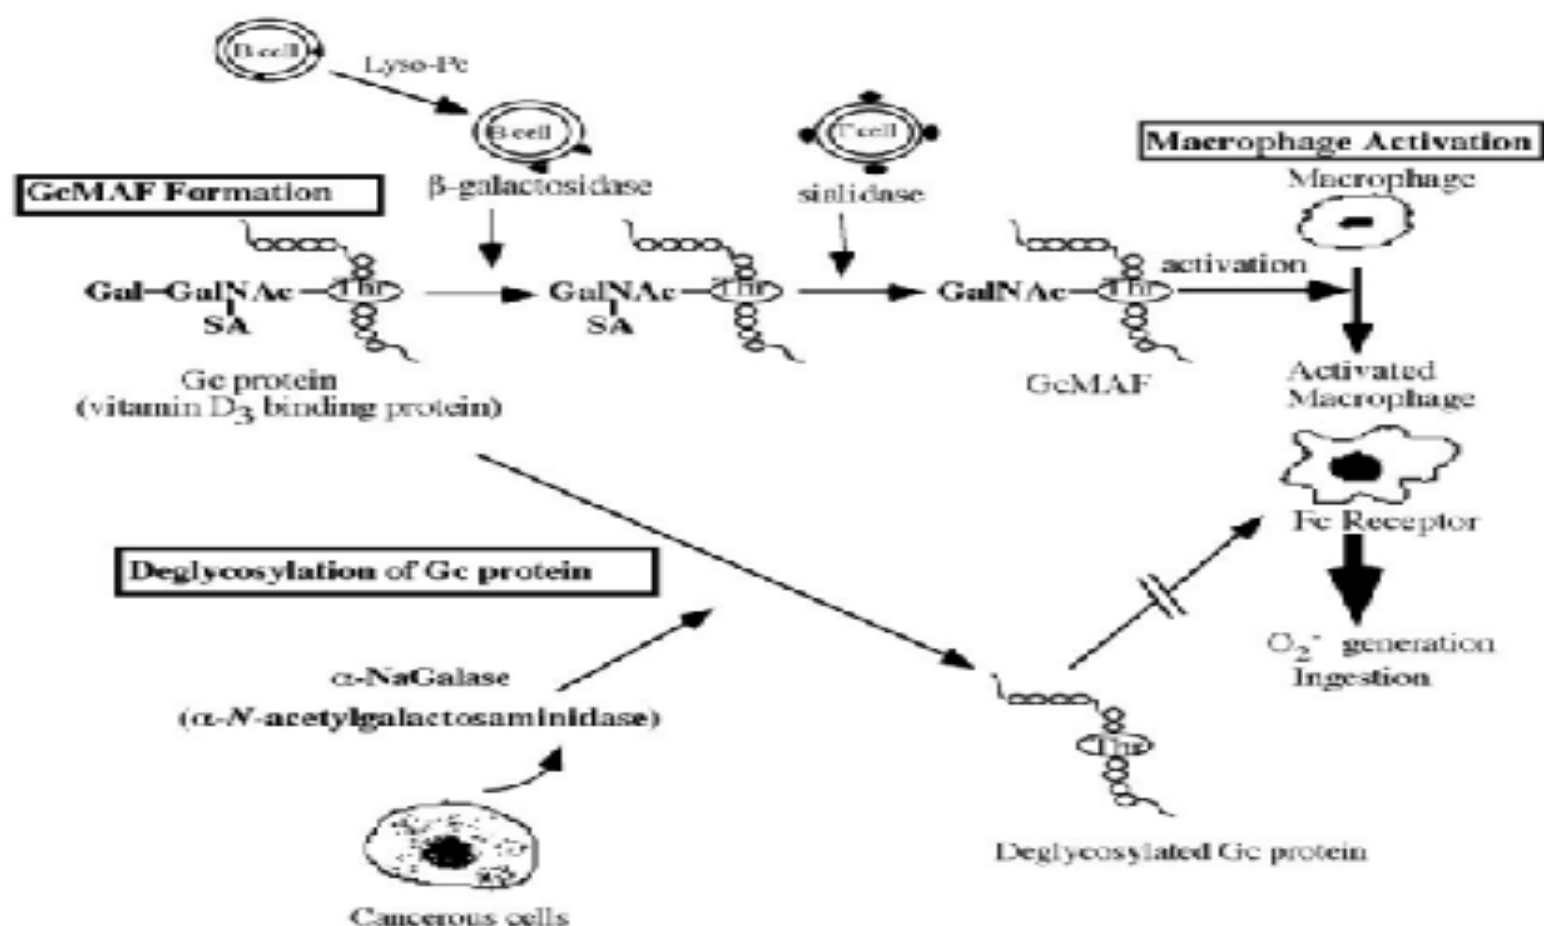 B cell
Lyso-Pc
B cell
T cell
Macrophage Activation
Macrophage
β-galactosidase
sialidase
GcMAF Formation
activation
Gal–GalNAc Thr
SA
GalNAc Thr
SA
GalNAc Thr
Gc protein
(vitamin D3 binding protein)
GcMAF
Activated
Macrophage
Fc Receptor
Deglycosylation of Gc protein
O2- generation
Ingestion
α-NaGalase
(α-N-acetylgalactosaminidase)
Thr
Deglycosylated Gc protein
Cancerous cells